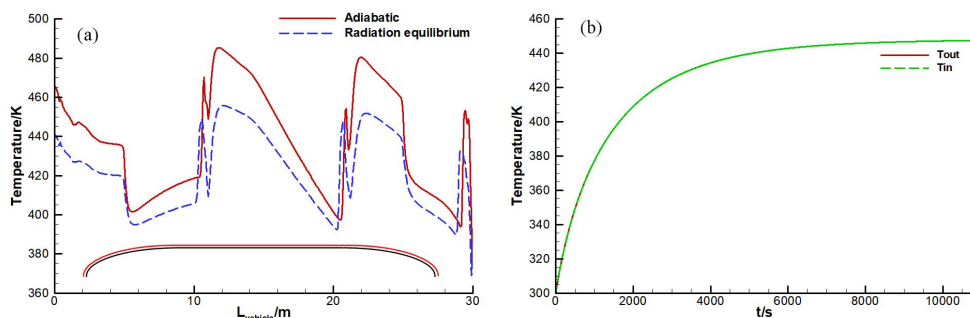 (a)
Adiabatic
Radiation equilibrium
Temperature/K
500
480
460
440
420
400
380
360
0
10
20
30
L_vehicle/m
(b)
Tout
Tin
Temperature/K
460
440
420
400
380
360
340
320
300
0
2000
4000
6000
8000
10000
t/s